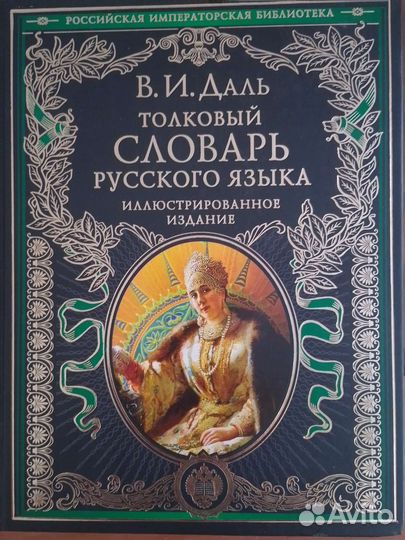 РОССИЙСКАЯ ИМПЕРАТОРСКАЯ БИБЛИОТЕКА
В. И. ДАЛЬ
ТОЛКОВЫЙ
СЛОВАРЬ
РУССКОГО ЯЗЫКА
ИЛЛЮСТРИРОВАННОЕ
ИЗДАНИЕ
Avito